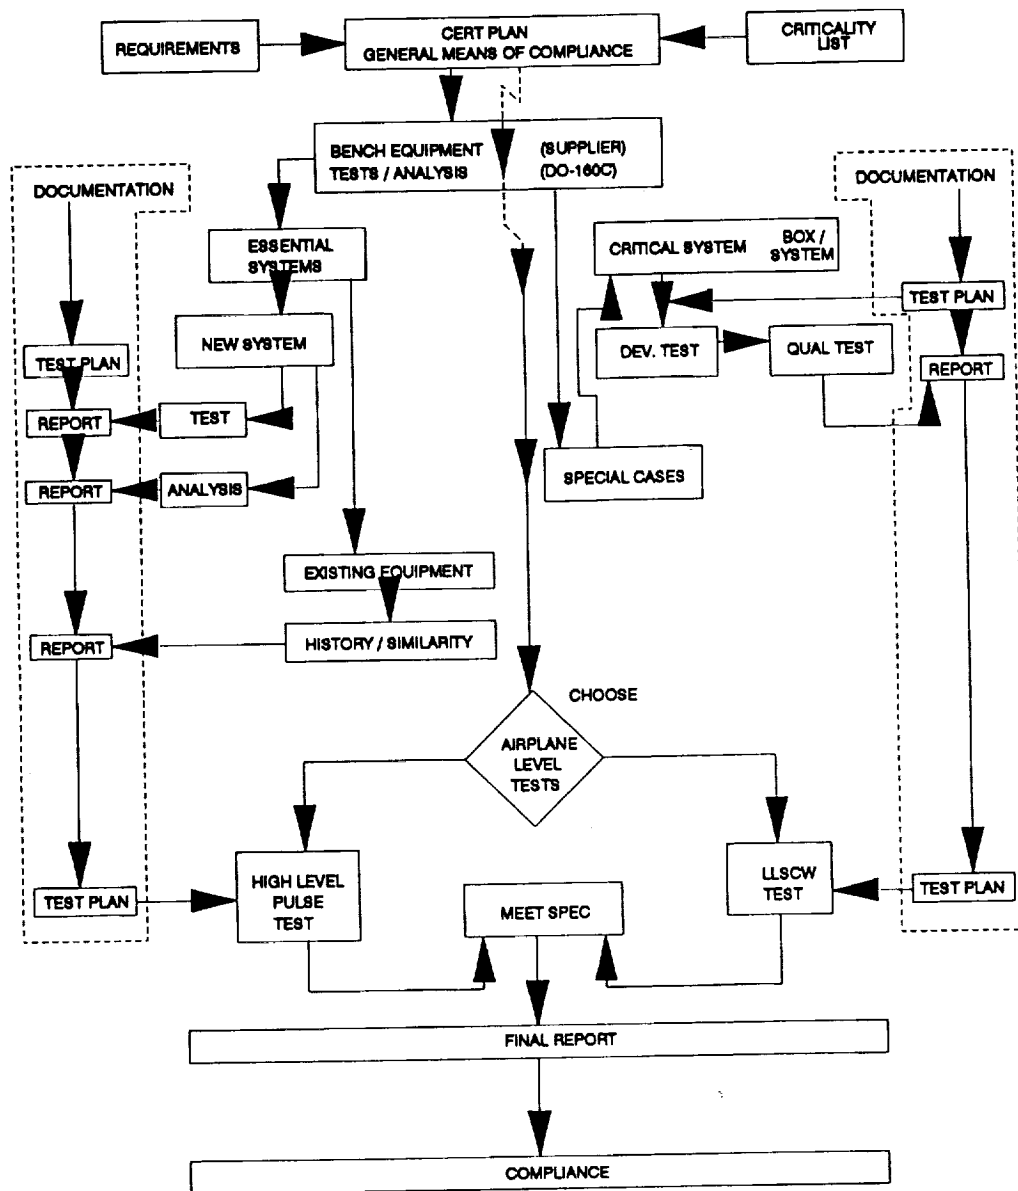 REQUIREMENTS
CERT PLAN
GENERAL MEANS OF COMPLIANCE
CRITICALITY
LIST
BENCH EQUIPMENT (SUPPLIER)
TESTS / ANALYSIS (DO-160C)
DOCUMENTATION
DOCUMENTATION
ESSENTIAL
SYSTEMS
CRITICAL SYSTEM BOX /
SYSTEM
TEST PLAN
NEW SYSTEM
DEV. TEST
QUAL TEST
TEST PLAN
REPORT
REPORT
TEST
REPORT
ANALYSIS
SPECIAL CASES
EXISTING EQUIPMENT
REPORT
HISTORY / SIMILARITY
CHOOSE
AIRPLANE
LEVEL
TESTS
HIGH LEVEL
PULSE
TEST
LLSCW
TEST
TEST PLAN
TEST PLAN
MEET SPEC
FINAL REPORT
COMPLIANCE